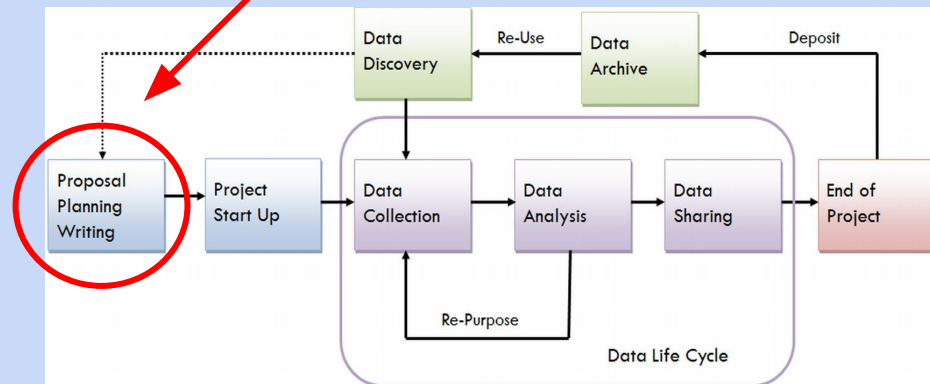 Data
Discovery
Re-Use
Data
Archive
Deposit
Proposal
Planning
Writing
Project
Start Up
Data
Collection
Data
Analysis
Data
Sharing
End of
Project
Re-Purpose
Data Life Cycle